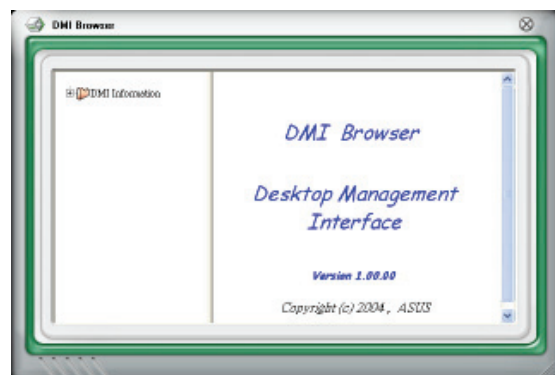 DMI Browser
DMI Information
DMI Browser
Desktop Management
Interface
Version 1.00.00
Copyright (c) 2004, ASUS